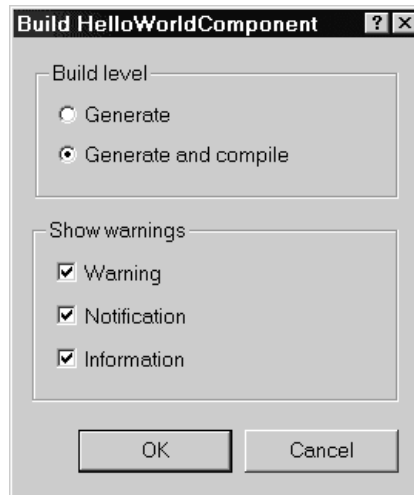 Build HelloWorldComponent
Build level
Generate
Generate and compile
Show warnings
Warning
Notification
Information
OK Cancel